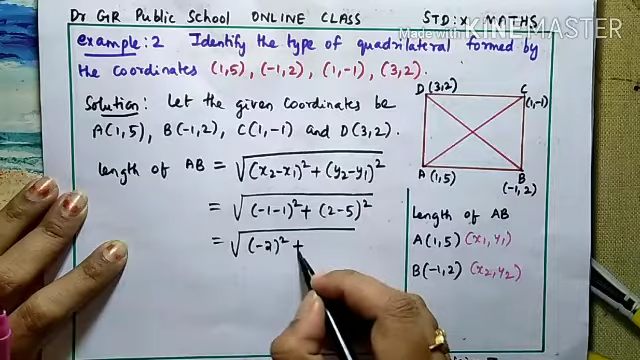 Dr GR Public School ONLINE CLASS STD: X MATHS
Made with KINEMASTER
example: 2 Identify the type of quadrilateral formed by
the coordinates (1,5), (-1,2), (1,-1), (3,2).
Solution: Let the given coordinates be
A(1,5), B(-1,2), C(1,-1) and D(3,2).
length of AB = √(x₂-x₁)² + (y₂-y₁)²
= √(-1-1)² + (2-5)²
= √(-2)² +
D(3,2) C
(1,-1)
A(1,5) B
(-1,2)
length of AB
A(1,5) (x₁,y₁)
B(-1,2) (x₂,y₂)